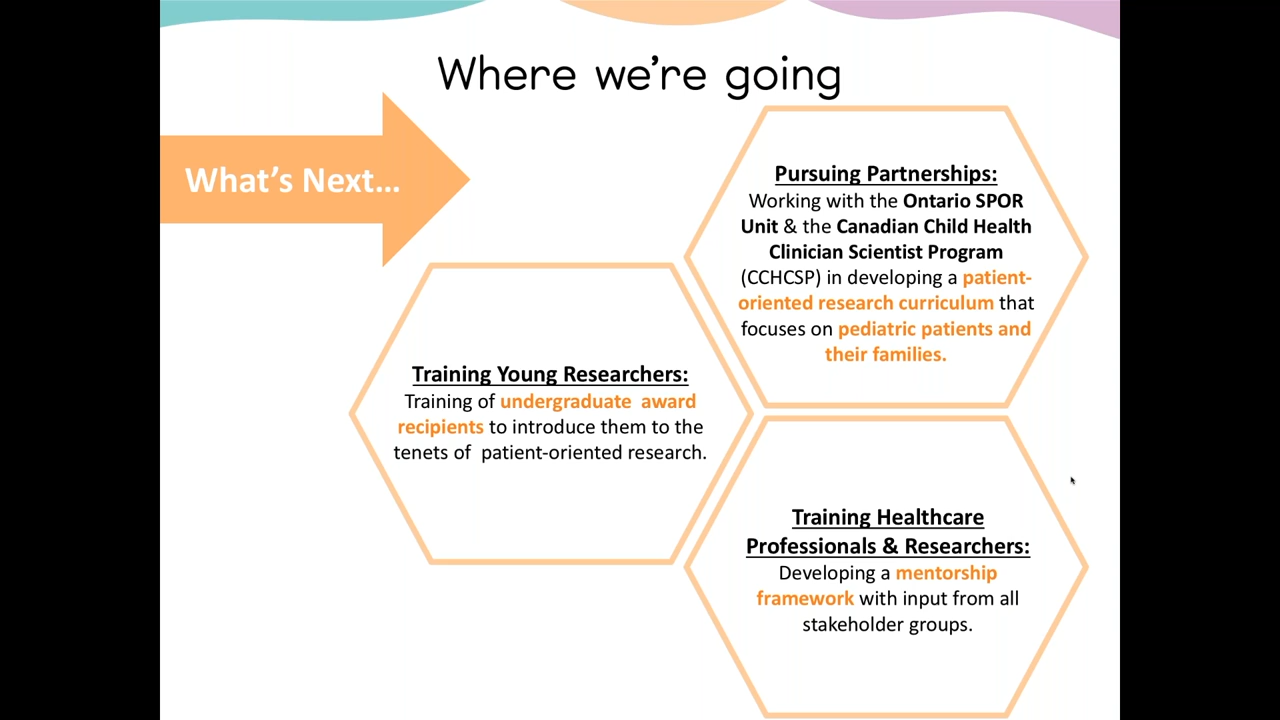 Where we're going
What's Next...
Pursuing Partnerships:
Working with the Ontario SPOR
Unit & the Canadian Child Health
Clinician Scientist Program
(CCHCSP) in developing a patient-
oriented research curriculum that
focuses on pediatric patients and
their families.
Training Young Researchers:
Training of undergraduate award
recipients to introduce them to the
tenets of patient-oriented research.
Training Healthcare
Professionals & Researchers:
Developing a mentorship
framework with input from all
stakeholder groups.